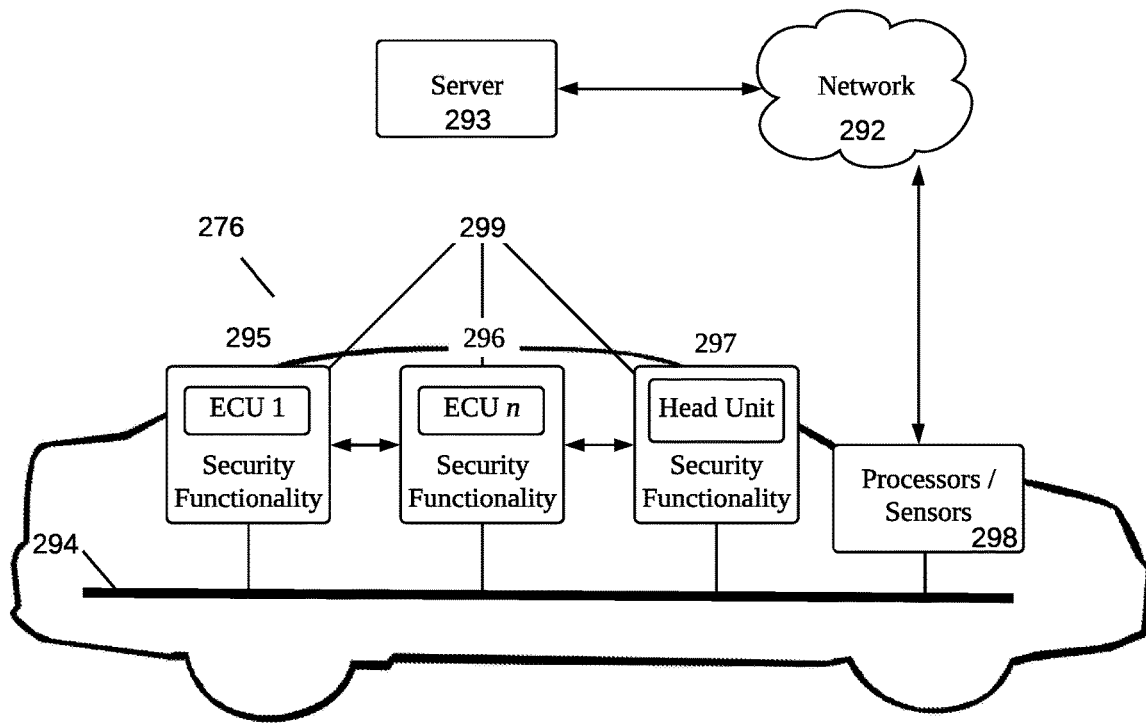 Server
293
Network
292
276
299
295
296
297
ECU 1
Security
Functionality
ECU n
Security
Functionality
Head Unit
Security
Functionality
Processors /
Sensors
298
294